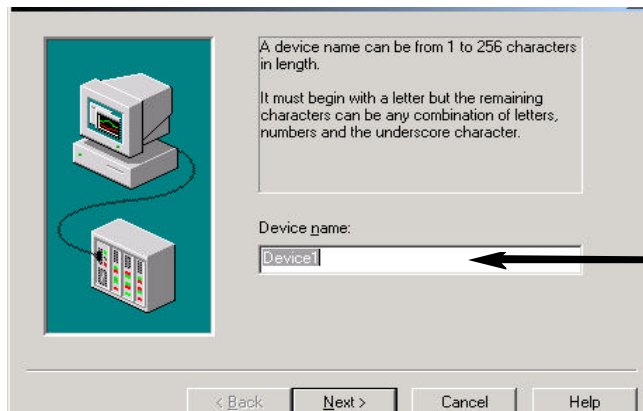 A device name can be from 1 to 256 characters
in length.
It must begin with a letter but the remaining
characters can be any combination of letters,
numbers and the underscore character.
Device name:
Device1
< Back
Next >
Cancel
Help